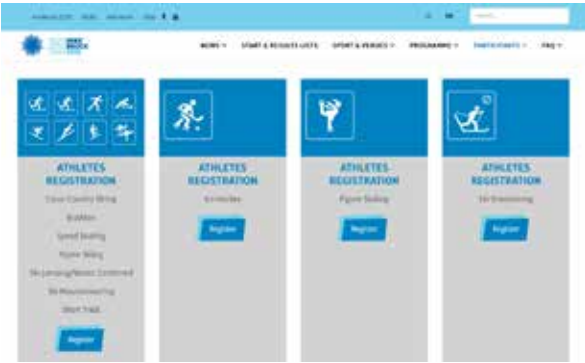 NEWS
START & RESULTS LISTS
SPORT & VENUES
PROGRAMME
PARTICIPANTS
FAQ
ATHLETES
REGISTRATION
Cross Country Skiing
Biathlon
Speed Skating
Alpine Skiing
Ski Jumping/Nordic Combined
Ski Mountaineering
Short Track
Register
ATHLETES
REGISTRATION
Ice Hockey
Register
ATHLETES
REGISTRATION
Figure Skating
Register
ATHLETES
REGISTRATION
Ski Orienteering
Register